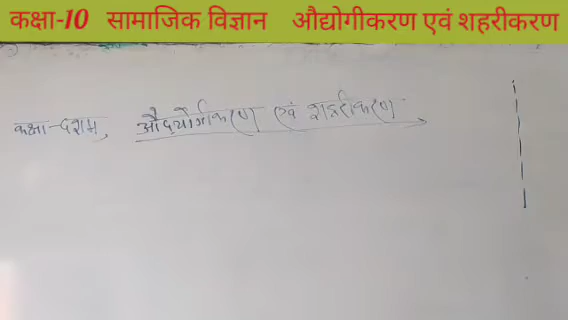 कक्षा-10 सामाजिक विज्ञान औद्योगीकरण एवं शहरीकरण
कक्षा-दशम, औद्योगीकरण एवं शहरीकरण